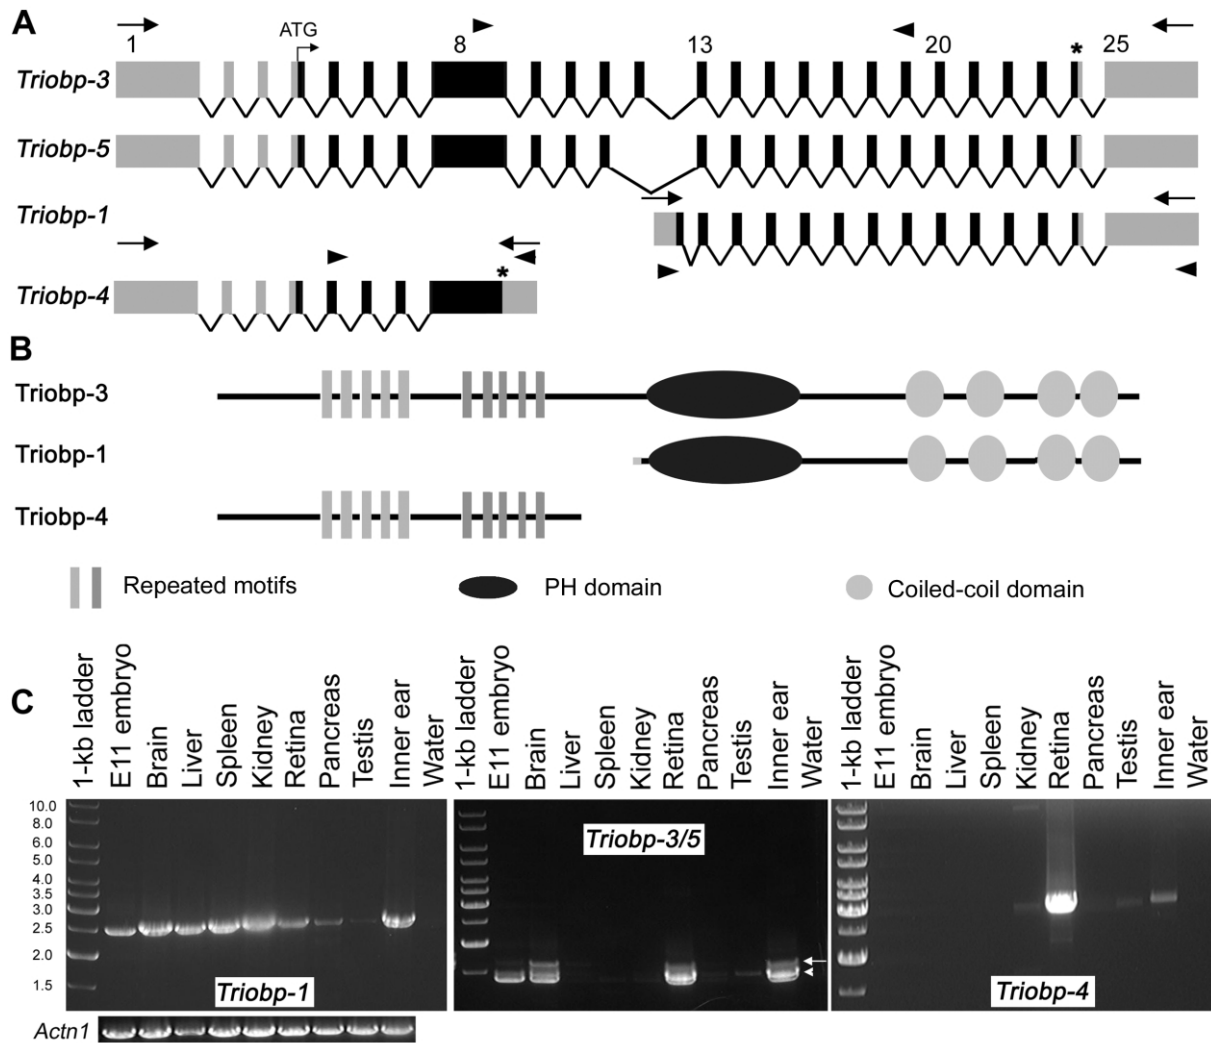 A
1 ATG 8 13 20 * 25
Triobp-3
Triobp-5
Triobp-1
Triobp-4 *
B
Triobp-3
Triobp-1
Triobp-4
Repeated motifs PH domain Coiled-coil domain
C
1-kb ladder E11 embryo Brain Liver Spleen Kidney Retina Pancreas Testis Inner ear Water
1-kb ladder E11 embryo Brain Liver Spleen Kidney Retina Pancreas Testis Inner ear Water
1-kb ladder E11 embryo Brain Liver Spleen Kidney Retina Pancreas Testis Inner ear Water
10.0
8.0
6.0
5.0
4.0
3.5
3.0
2.5
2.0
1.5
Triobp-1
Triobp-3/5
Triobp-4
Actn1